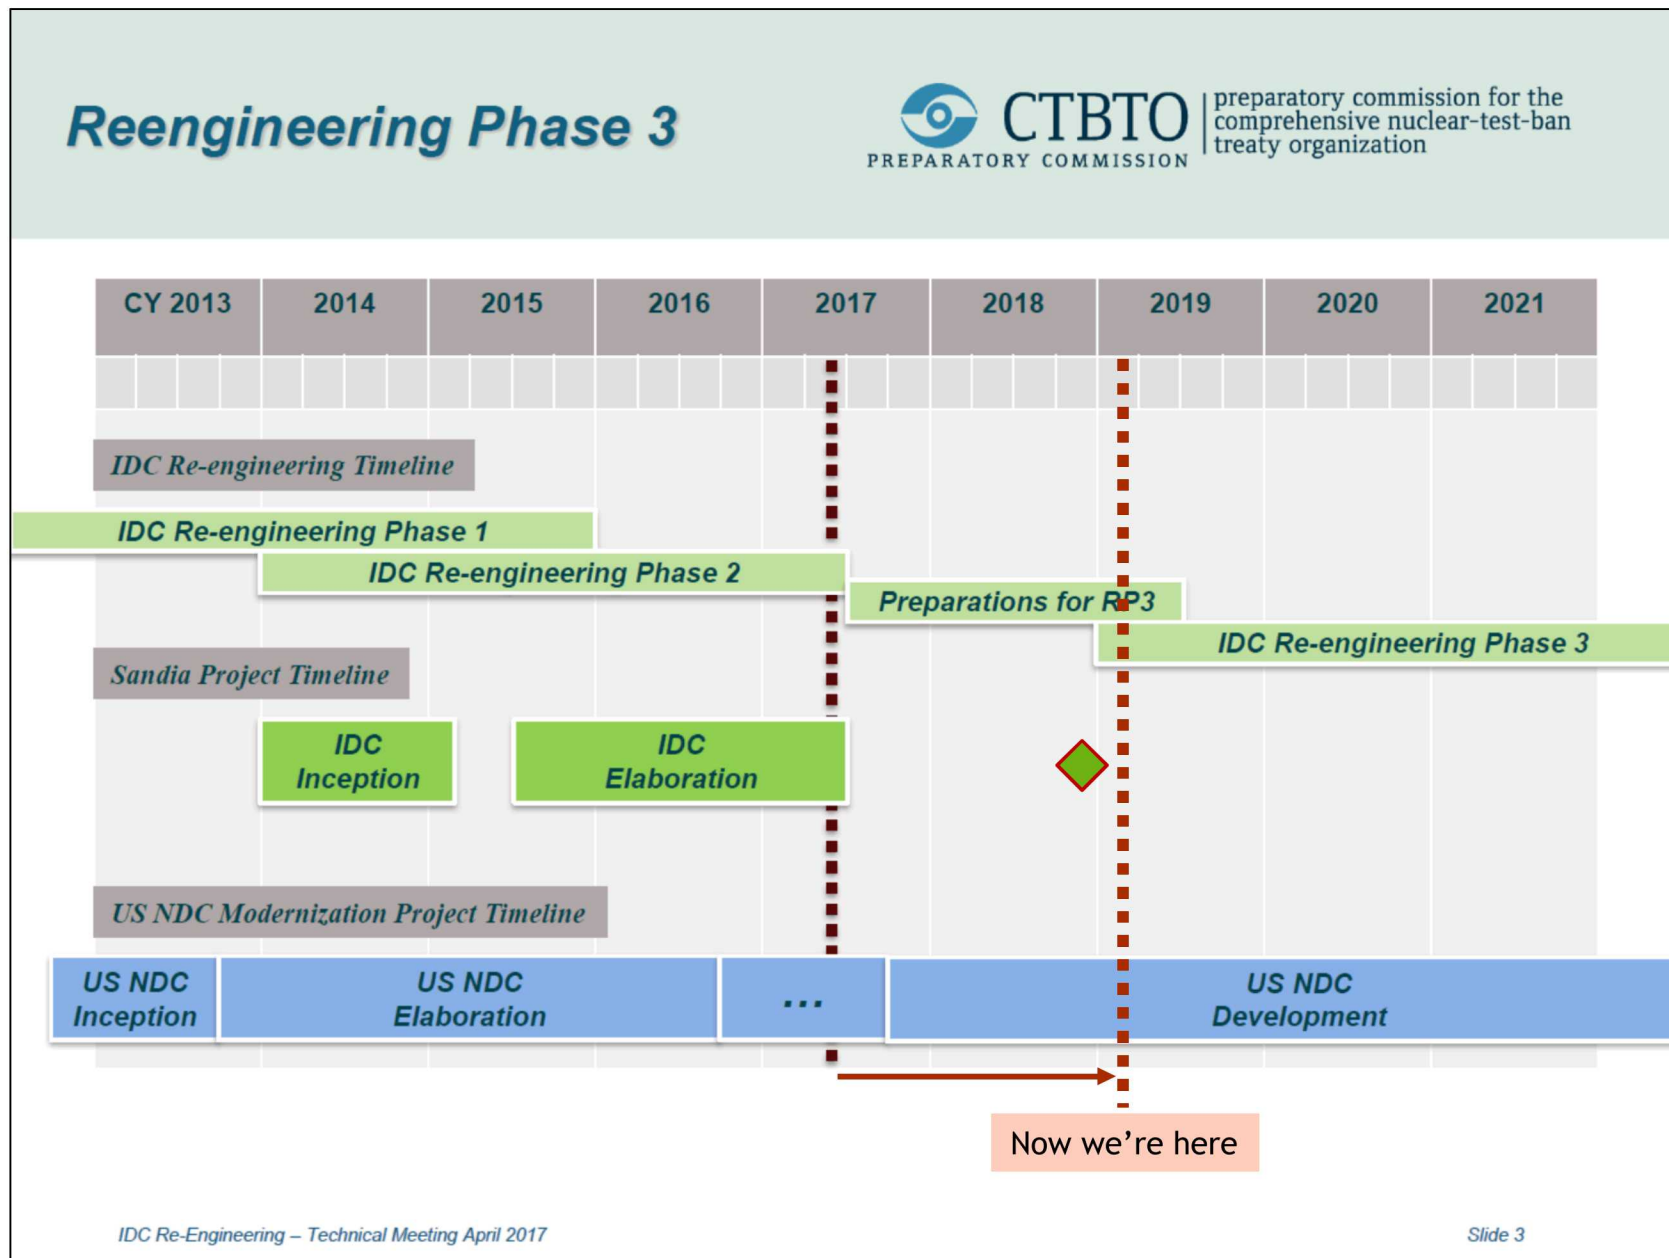 Reengineering Phase 3
CTBTO
PREPARATORY COMMISSION
preparatory commission for the
comprehensive nuclear-test-ban
treaty organization
CY 2013 2014 2015 2016 2017 2018 2019 2020 2021
IDC Re-engineering Timeline
IDC Re-engineering Phase 1
IDC Re-engineering Phase 2
Preparations for RP3
IDC Re-engineering Phase 3
Sandia Project Timeline
IDC
Inception
IDC
Elaboration
US NDC Modernization Project Timeline
US NDC
Inception
US NDC
Elaboration
...
US NDC
Development
Now we're here
IDC Re-Engineering – Technical Meeting April 2017
Slide 3